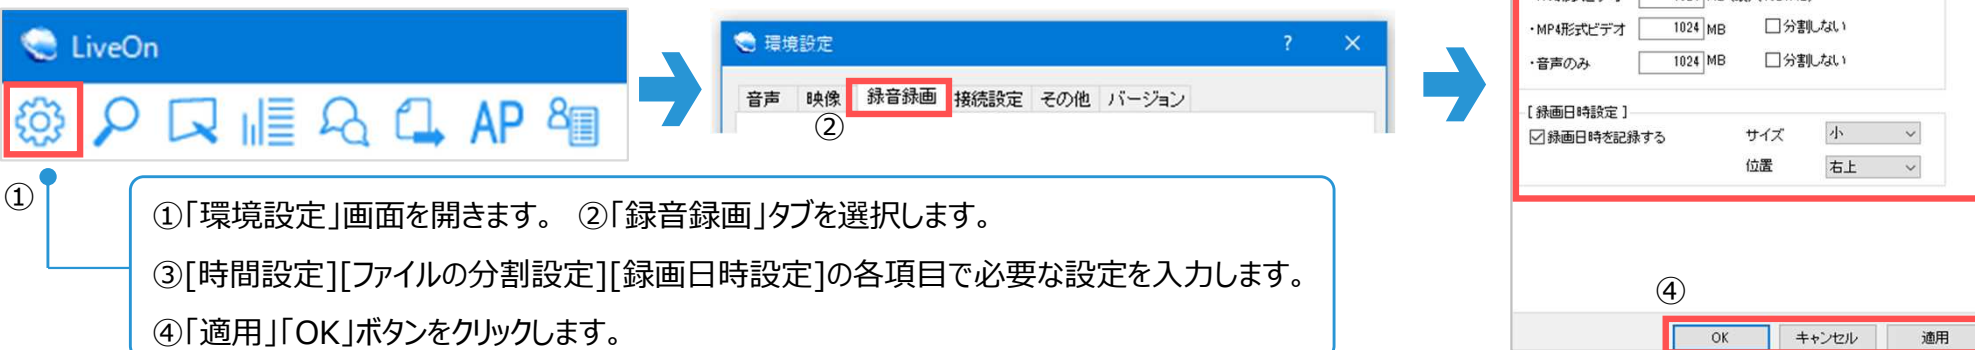 LiveOn
AP
①
環境設定
? ×
音声 映像 録音録画 接続設定 その他 バージョン
②
・MP4形式ビデオ 1024 MB 分割しない
・音声のみ 1024 MB 分割しない
[ 録画日時設定 ]
録画日時を記録する サイズ 小
位置 右上
④
OK キャンセル 適用
①「環境設定」画面を開きます。 ②「録音録画」タブを選択します。
③[時間設定][ファイルの分割設定][録画日時設定]の各項目で必要な設定を入力します。
④「適用」「OK」ボタンをクリックします。